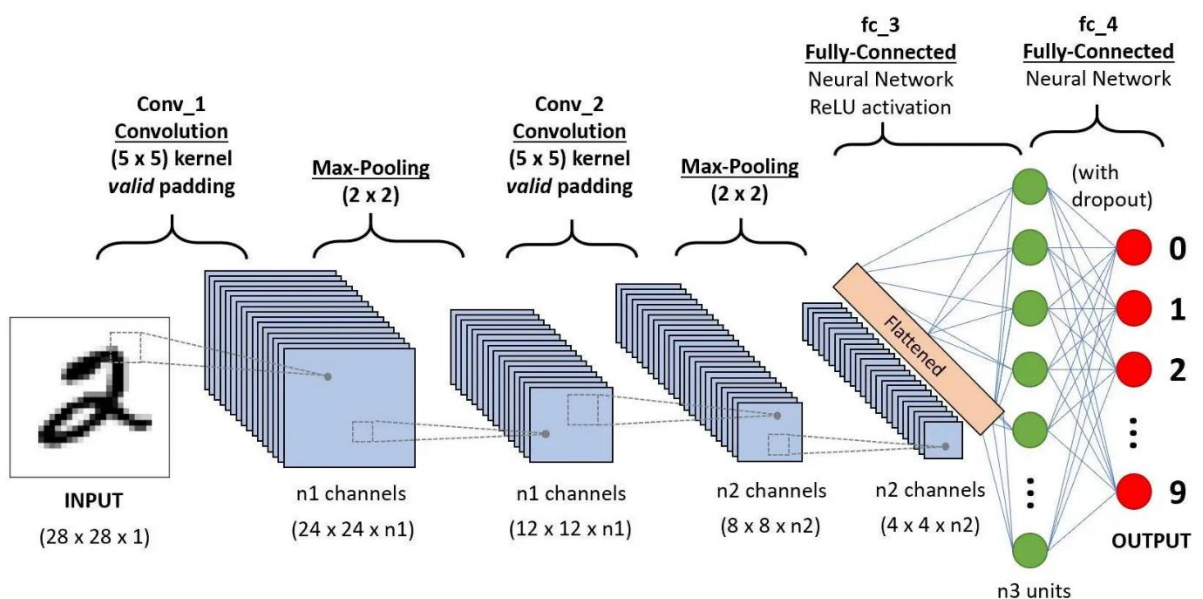 Conv_1
Convolution
(5 x 5) kernel
valid padding
Max-Pooling
(2 x 2)
Conv_2
Convolution
(5 x 5) kernel
valid padding
Max-Pooling
(2 x 2)
fc_3
Fully-Connected
Neural Network
ReLU activation
fc_4
Fully-Connected
Neural Network
(with
dropout)
INPUT
(28 x 28 x 1)
n1 channels
(24 x 24 x n1)
n1 channels
(12 x 12 x n1)
n2 channels
(8 x 8 x n2)
n2 channels
(4 x 4 x n2)
Flattened
n3 units
0
1
2
9
OUTPUT
2